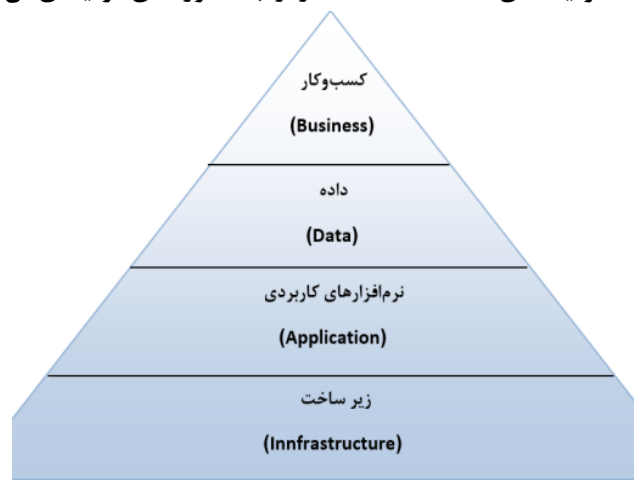 کسب‌وکار
(Business)
داده
(Data)
نرم‌افزارهای کاربردی
(Application)
زیر ساخت
(Innfrastructure)